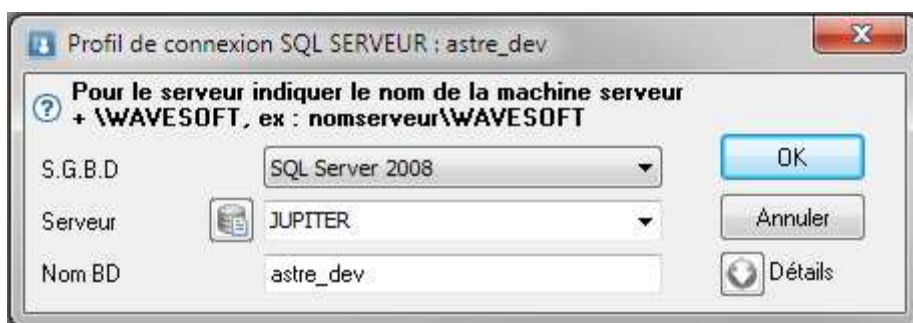 Profil de connexion SQL SERVEUR : astre_dev
Pour le serveur indiquer le nom de la machine serveur
+ \WAVESOFT, ex : nomserveur\WAVESOFT
S.G.B.D SQL Server 2008 OK
Serveur JUPITER Annuler
Nom BD astre_dev Détails